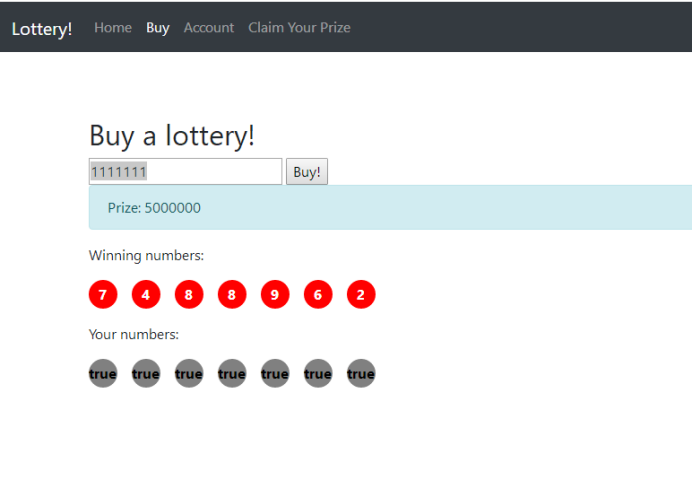 Lottery! Home Buy Account Claim Your Prize
Buy a lottery!
1111111 Buy!
Prize: 5000000
Winning numbers:
7 4 8 8 9 6 2
Your numbers:
true true true true true true true